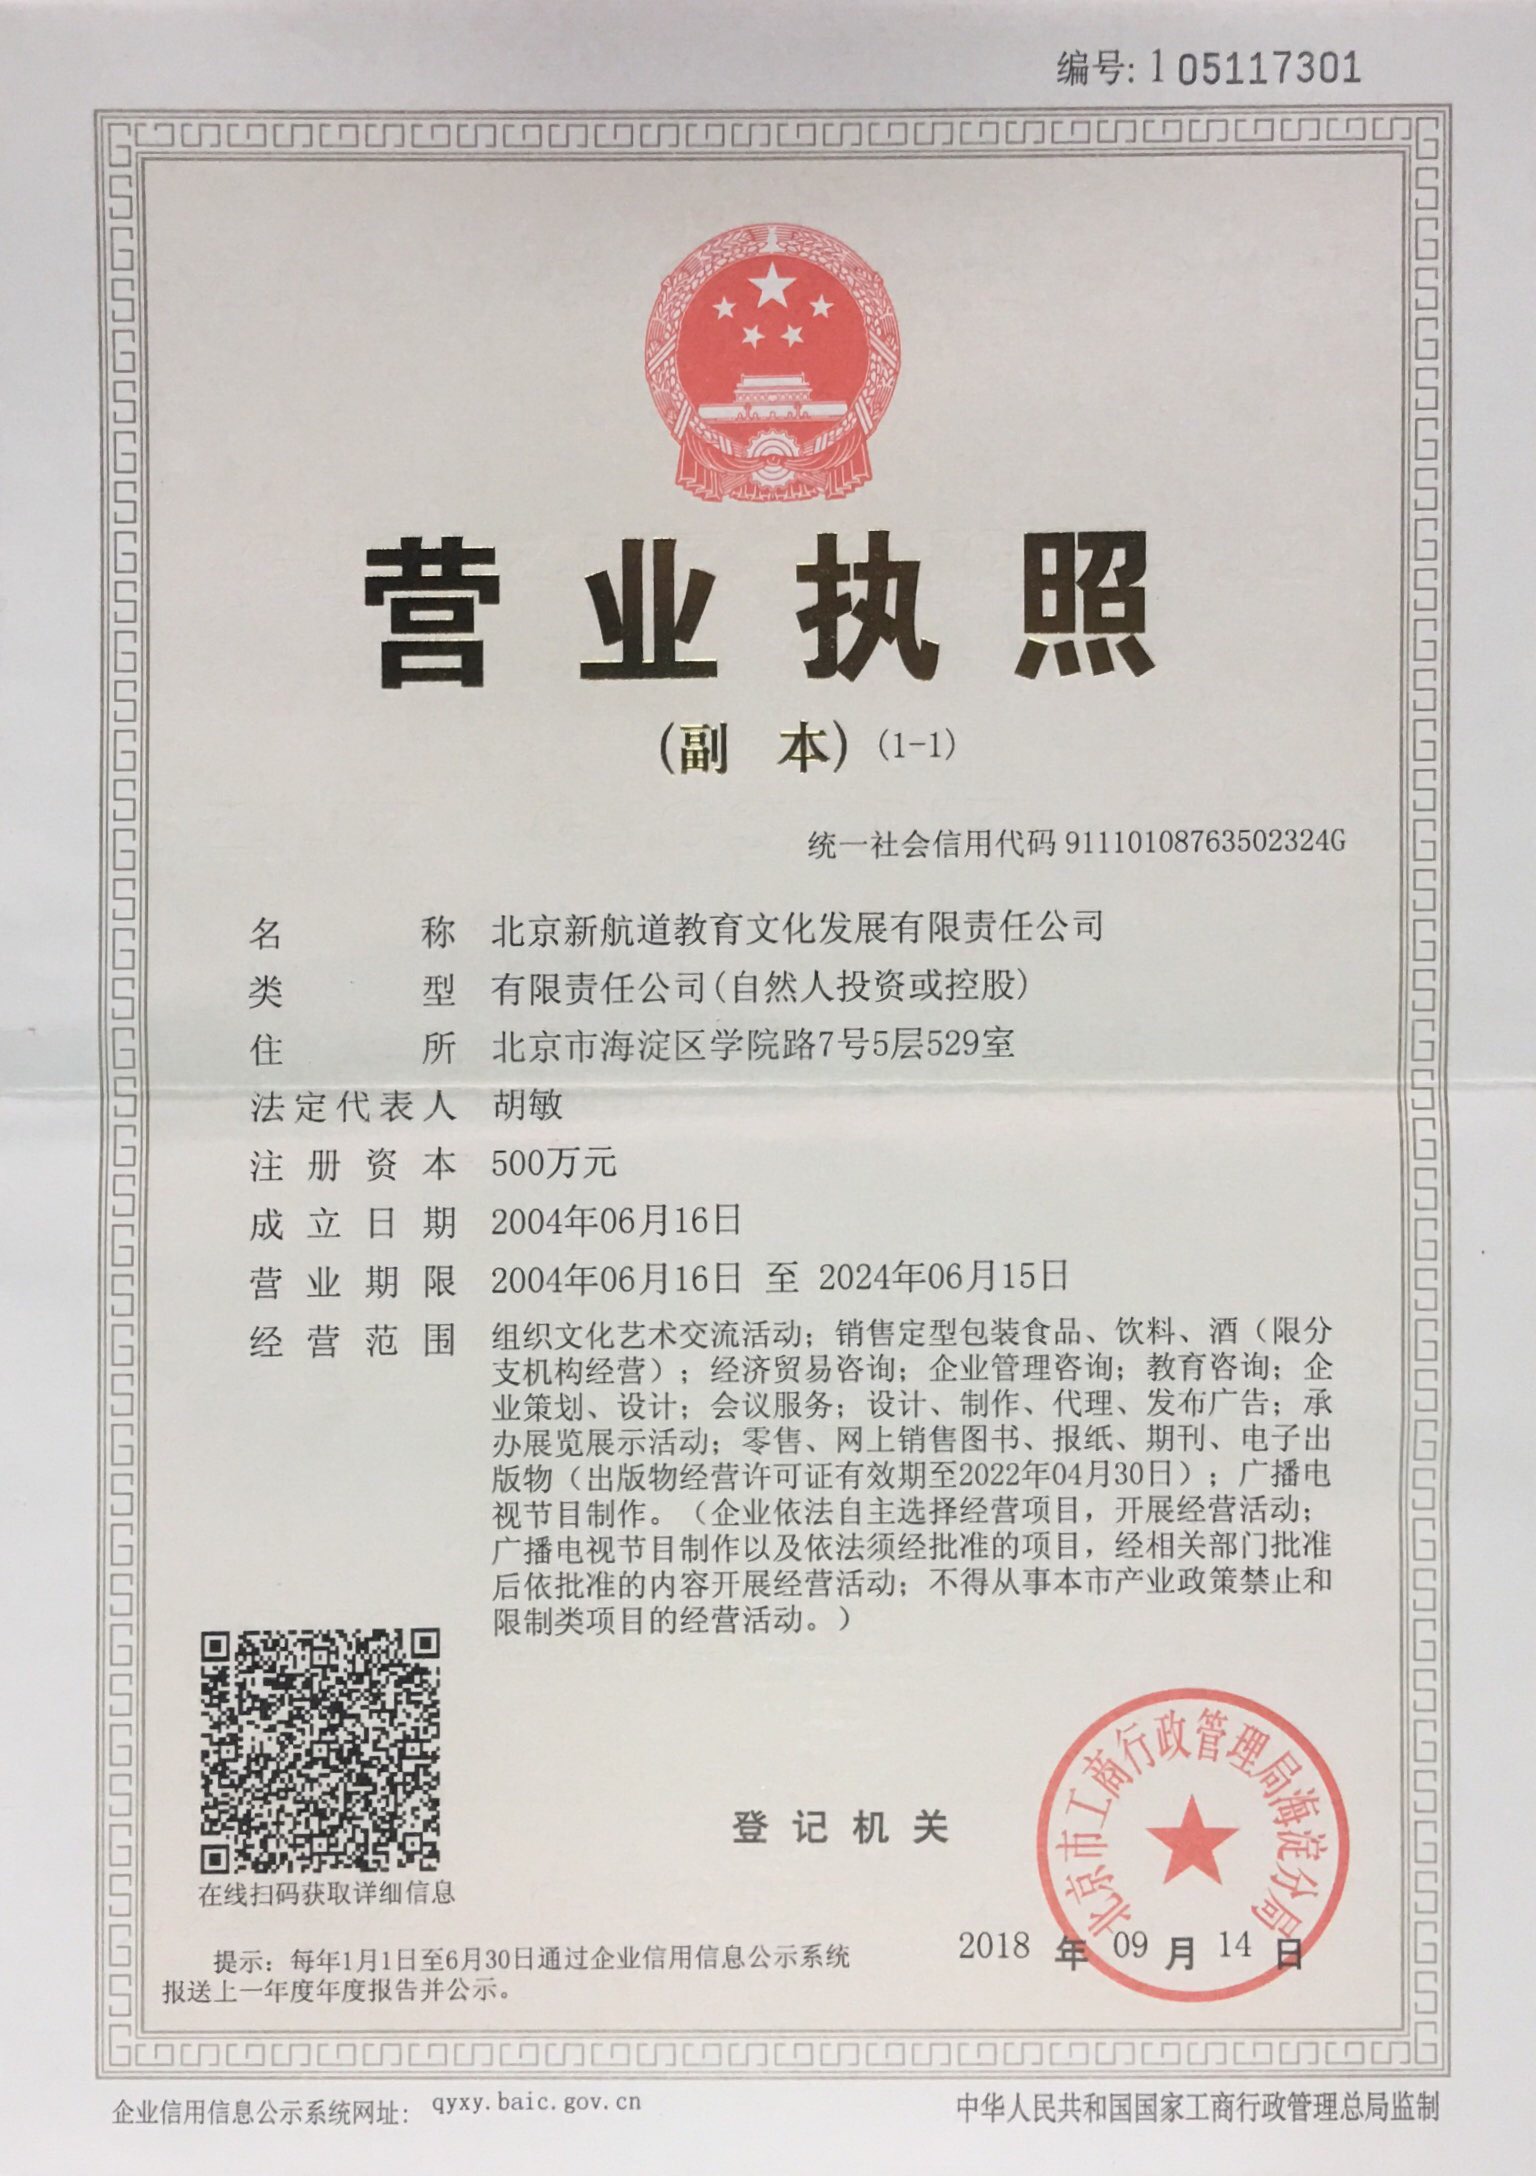 编号: 105117301
营业执照
(副 本) (1-1)
统一社会信用代码 91110108763502324G
名称 北京新航道教育文化发展有限责任公司
类型 有限责任公司(自然人投资或控股)
住所 北京市海淀区学院路7号5层529室
法定代表人 胡敏
注册资本 500万元
成立日期 2004年06月16日
营业期限 2004年06月16日 至 2024年06月15日
经营范围 组织文化艺术交流活动；销售定型包装食品、饮料、酒（限分
支机构经营）；经济贸易咨询；企业管理咨询；教育咨询；企
业策划、设计；会议服务；设计、制作、代理、发布广告；承
办展览展示活动；零售、网上销售图书、报纸、期刊、电子出
版物（出版物经营许可证有效期至2022年04月30日）；广播电
视节目制作。（企业依法自主选择经营项目，开展经营活动；
广播电视节目制作以及依法须经批准的项目，经相关部门批准
后依批准的内容开展经营活动；不得从事本市产业政策禁止和
限制类项目的经营活动。）
在线扫码获取详细信息
登记机关
北京市工商行政管理局海淀分局
2018 年 09 月 14 日
提示：每年1月1日至6月30日通过企业信用信息公示系统
报送上一年度年度报告并公示。
企业信用信息公示系统网址： qyxy.baic.gov.cn
中华人民共和国国家工商行政管理总局监制